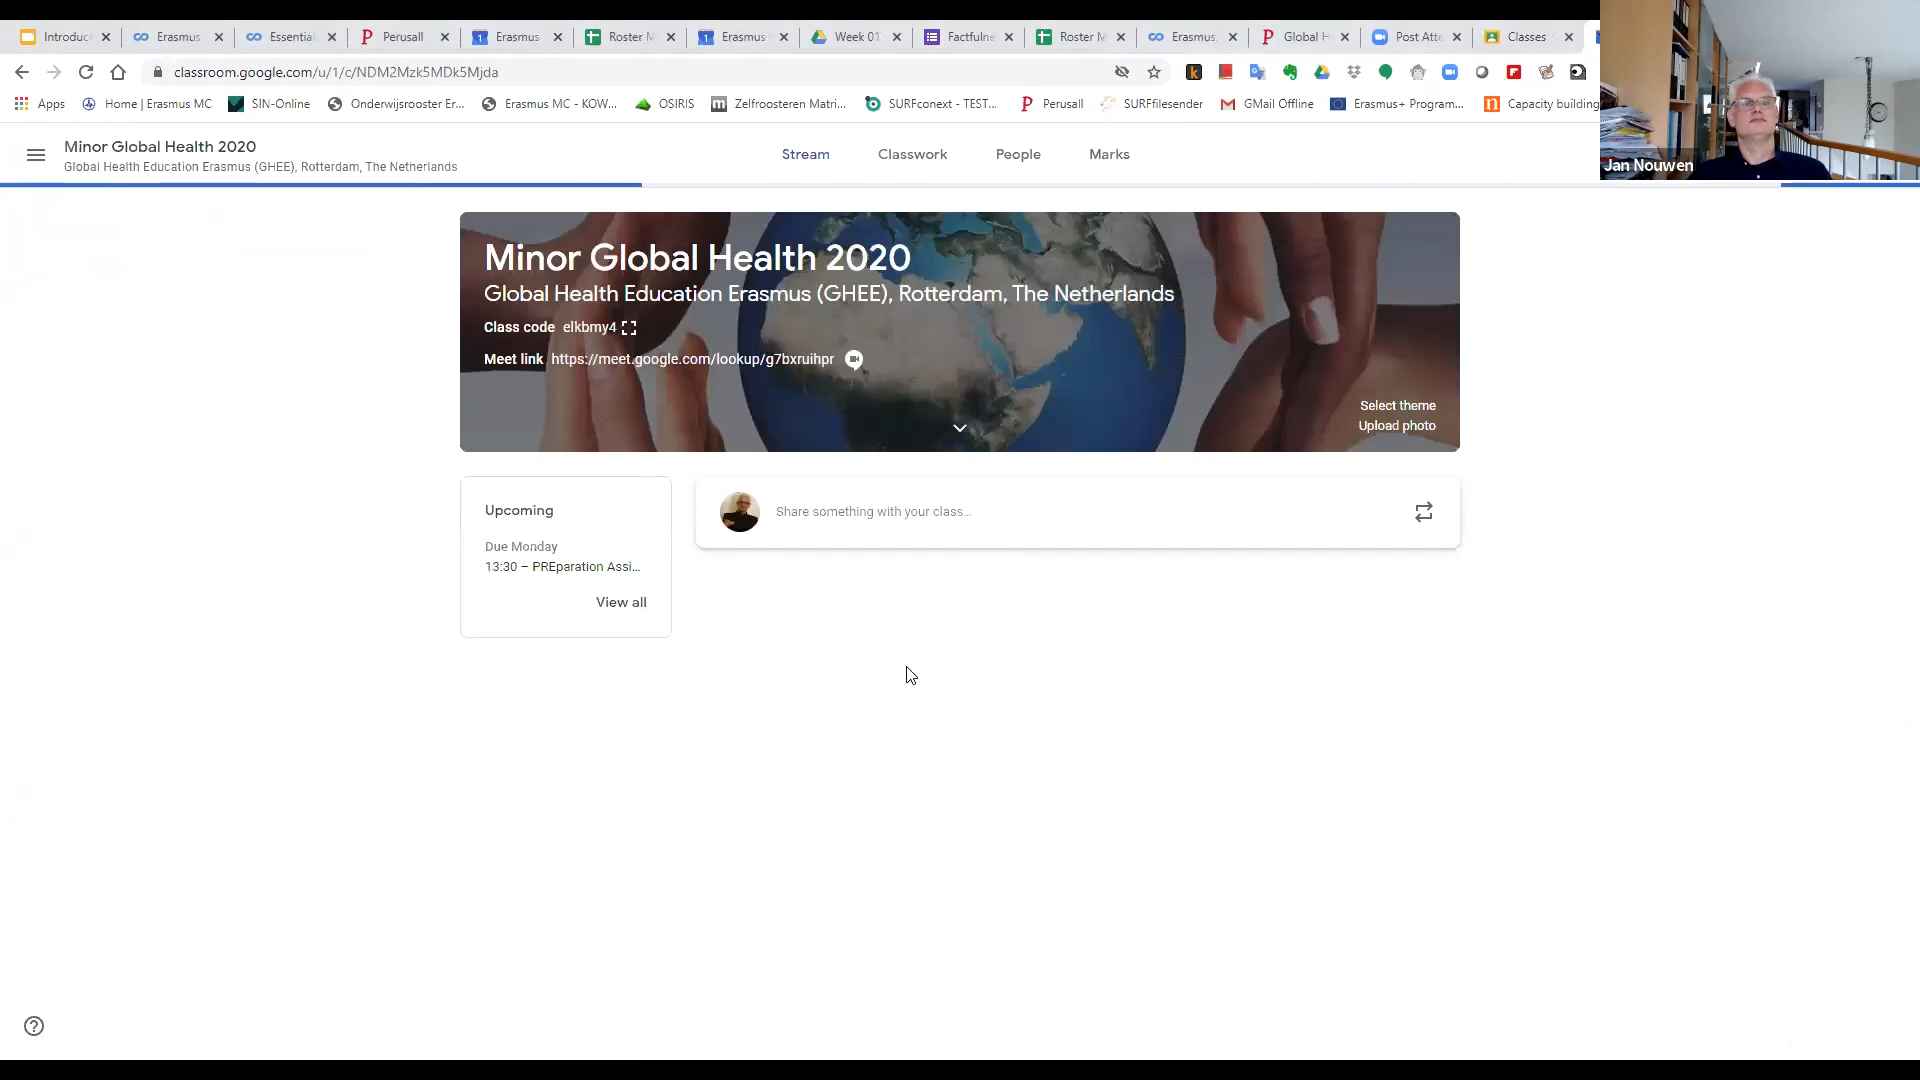 Introduc
Erasmus
Essential
Perusall
Erasmus
Roster M
Erasmus
Week 01
Factfulne
Roster M
Erasmus
Global H
Post Atte
Classes
classroom.google.com/u/1/c/NDM2Mzk5MDk5Mjda
Apps
Home | Erasmus MC
SIN-Online
Onderwijsrooster Er...
Erasmus MC - KOW...
OSIRIS
Zelfroosteren Matri...
SURFconext - TEST...
Perusall
SURFfilesender
GMail Offline
Erasmus+ Program...
Capacity building
Jan Nouwen
Minor Global Health 2020
Global Health Education Erasmus (GHEE), Rotterdam, The Netherlands
Stream
Classwork
People
Marks
Minor Global Health 2020
Global Health Education Erasmus (GHEE), Rotterdam, The Netherlands
Class code elkbmy4
Meet link https://meet.google.com/lookup/g7bxruihpr
Select theme
Upload photo
Upcoming
Due Monday
13:30 – PREparation Assi...
View all
Share something with your class...